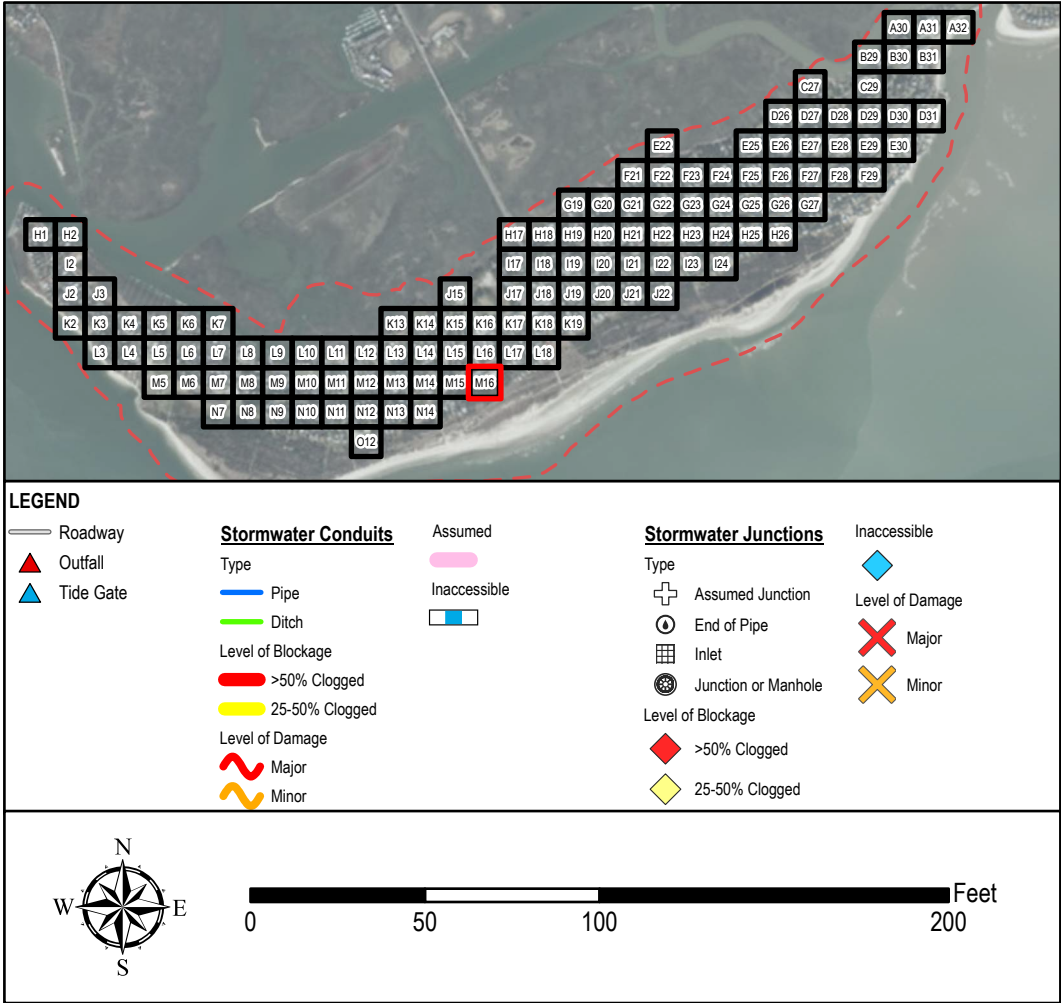 A30 A31 A32
B29 B30 B31
C27 C29
D26 D27 D28 D29 D30 D31
E22 E25 E26 E27 E28 E29 E30
F21 F22 F23 F24 F25 F26 F27 F28 F29
G19 G20 G21 G22 G23 G24 G25 G26 G27
H1 H2 H17 H18 H19 H20 H21 H22 H23 H24 H25 H26
I2 I17 I18 I19 I20 I21 I22 I23 I24
J2 J3 J15 J17 J18 J19 J20 J21 J22
K2 K3 K4 K5 K6 K7 K13 K14 K15 K16 K17 K18 K19
L3 L4 L5 L6 L7 L8 L9 L10 L11 L12 L13 L14 L15 L16 L17 L18
M5 M6 M7 M8 M9 M10 M11 M12 M13 M14 M15 M16
N7 N8 N9 N10 N11 N12 N13 N14
O12
LEGEND
Roadway
Outfall
Tide Gate
Stormwater Conduits
Type
Pipe
Ditch
Level of Blockage
>50% Clogged
25-50% Clogged
Level of Damage
Major
Minor
Assumed
Inaccessible
Stormwater Junctions
Type
Assumed Junction
End of Pipe
Inlet
Junction or Manhole
Level of Blockage
>50% Clogged
25-50% Clogged
Inaccessible
Level of Damage
Major
Minor
N
W E
S
Feet
0 50 100 200